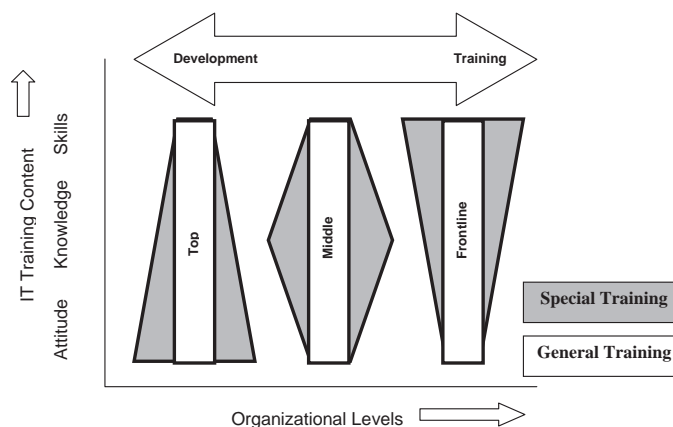 Development
Training
IT Training Content
Skills
Knowledge
Attitude
Top
Middle
Frontline
Special Training
General Training
Organizational Levels